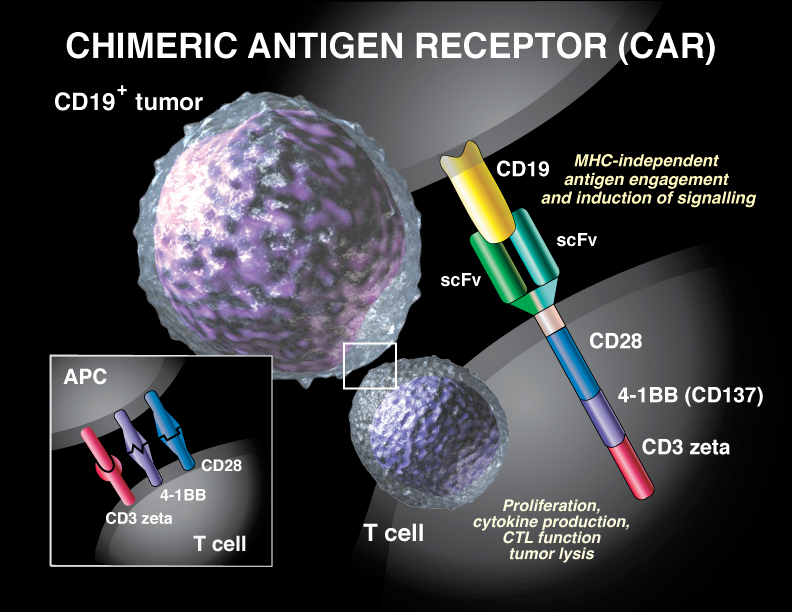 CHIMERIC ANTIGEN RECEPTOR (CAR)
CD19+ tumor
CD19
MHC-independent
antigen engagement
and induction of signalling
scFv
scFv
CD28
4-1BB (CD137)
CD3 zeta
APC
CD28
4-1BB
CD3 zeta
T cell
T cell
Proliferation,
cytokine production,
CTL function
tumor lysis